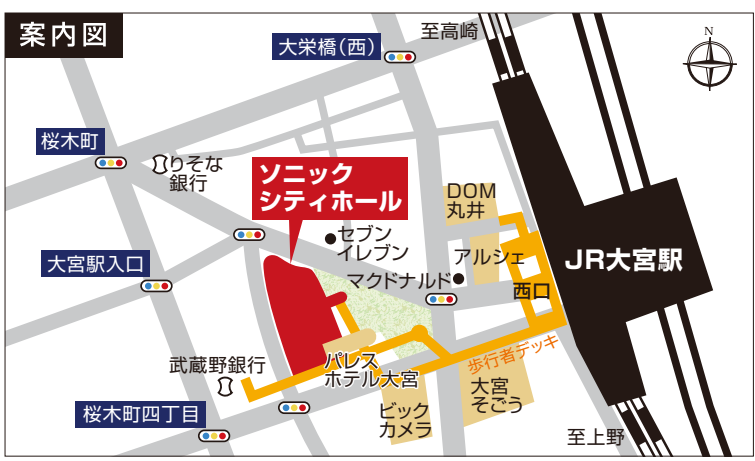 案内図
大栄橋(西)
至高崎
N
桜木町
りそな
銀行
ソニック
シティホール
DOM
丸井
セブン
イレブン
アルシェ
JR大宮駅
大宮駅入口
マクドナルド
西口
歩行者デッキ
武蔵野銀行
パレス
ホテル大宮
大宮
そごう
ビック
カメラ
桜木町四丁目
至上野